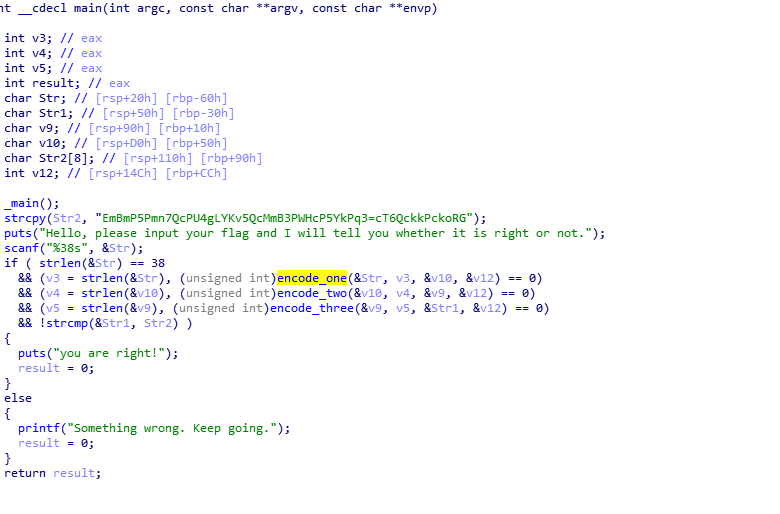 nt __cdecl main(int argc, const char **argv, const char **envp)
int v3; // eax
int v4; // eax
int v5; // eax
int result; // eax
char Str; // [rsp+20h] [rbp-60h]
char Str1; // [rsp+50h] [rbp-30h]
char v9; // [rsp+90h] [rbp+10h]
char v10; // [rsp+D0h] [rbp+50h]
char Str2[8]; // [rsp+110h] [rbp+90h]
int v12; // [rsp+14Ch] [rbp+CCh]
_main();
strcpy(Str2, "EmBmP5Pmn7QcPU4gLYKv5QcMmB3PWHcP5YkPq3=cT6QckkPckoRG");
puts("Hello, please input your flag and I will tell you whether it is right or not.");
scanf("%38s", &Str);
if ( strlen(&Str) == 38
&& (v3 = strlen(&Str), (unsigned int)encode_one(&Str, v3, &v10, &v12) == 0)
&& (v4 = strlen(&v10), (unsigned int)encode_two(&v10, v4, &v9, &v12) == 0)
&& (v5 = strlen(&v9), (unsigned int)encode_three(&v9, v5, &Str1, &v12) == 0)
&& !strcmp(&Str1, Str2) )
{
puts("you are right!");
result = 0;
}
else
{
printf("Something wrong. Keep going.");
result = 0;
}
return result;